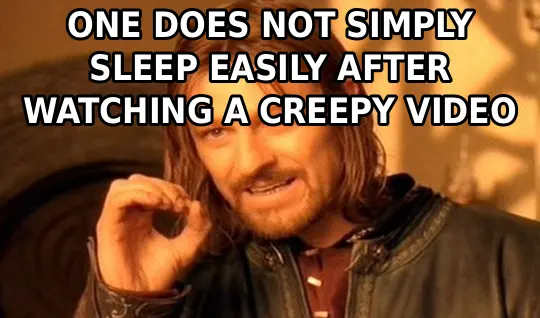 ONE DOES NOT SIMPLY
SLEEP EASILY AFTER
WATCHING A CREEPY VIDEO